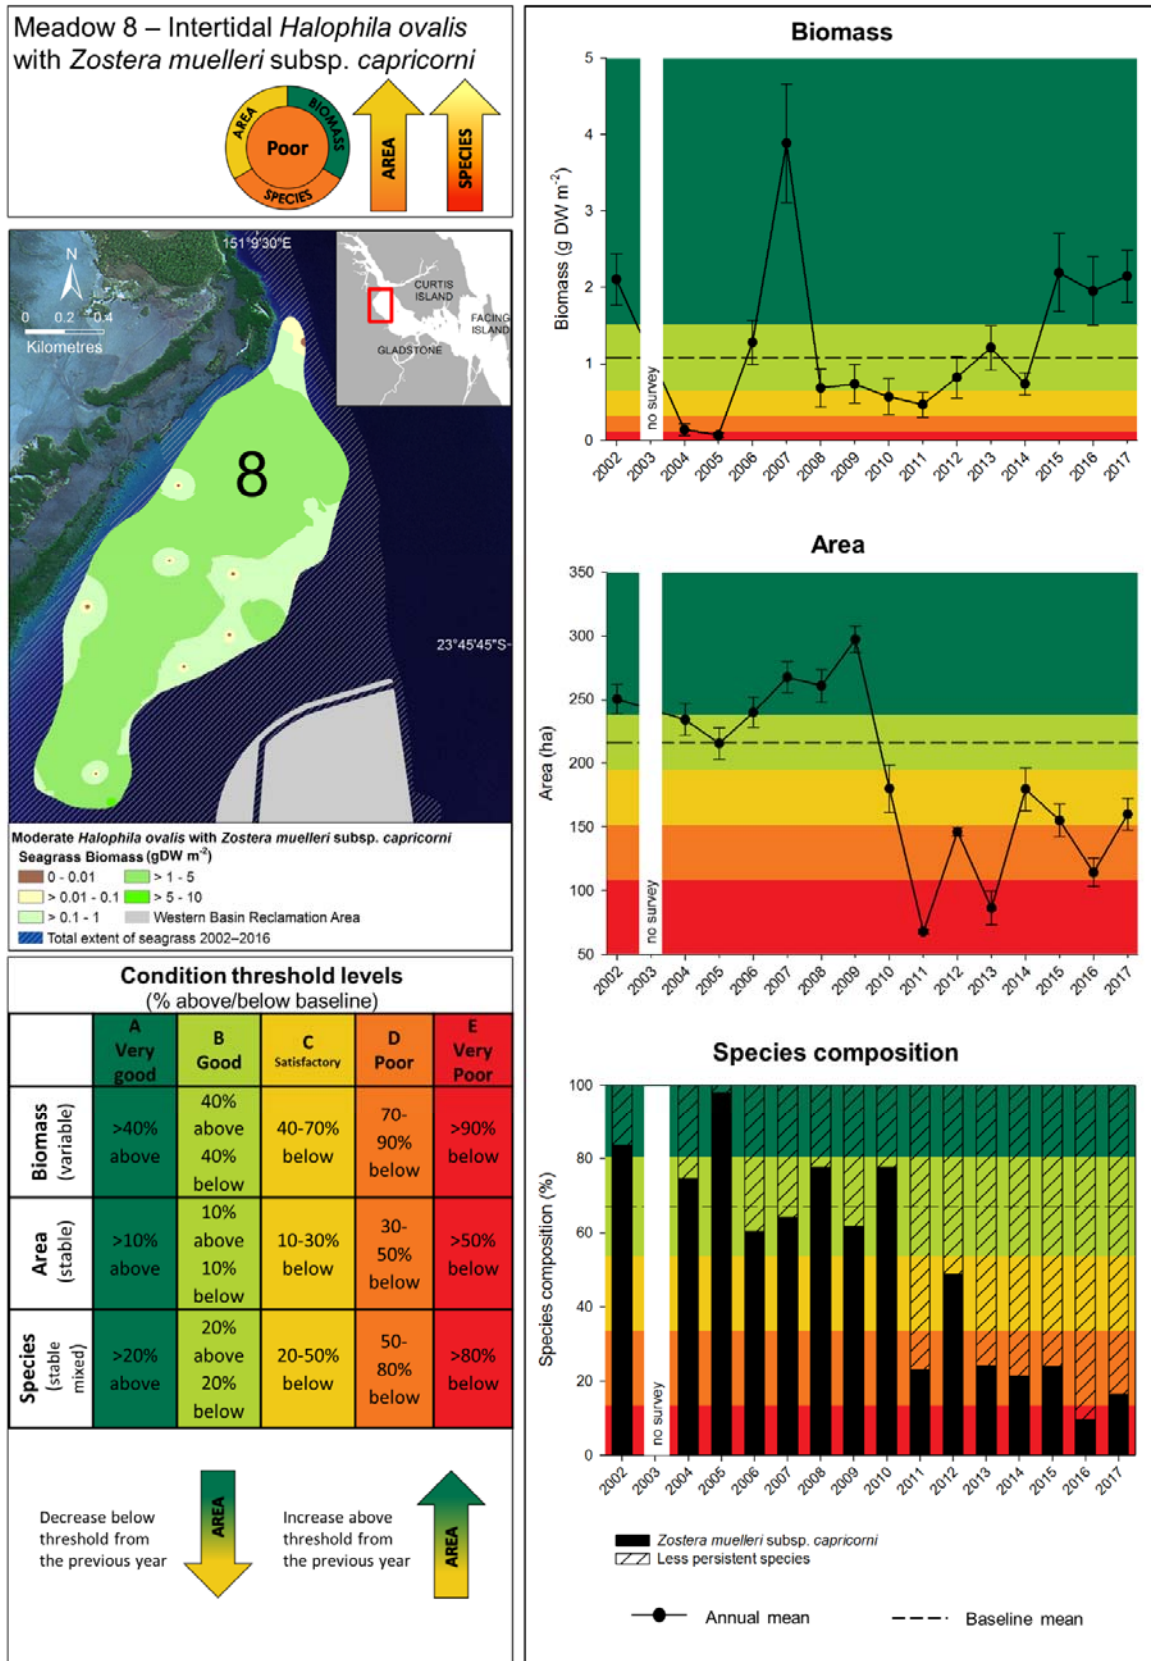 Meadow 8 – Intertidal Halophila ovalis
with Zostera muelleri subsp. capricorni
AREA
BIOMASS
SPECIES
Poor
AREA
SPECIES
151°9'30"E
N
0 0.2 0.4
Kilometres
CURTIS
ISLAND
FACING
ISLAND
GLADSTONE
8
23°45'45"S
Moderate Halophila ovalis with Zostera muelleri subsp. capricorni
Seagrass Biomass (gDW m-2)
0 - 0.01
> 1 - 5
> 0.01 - 0.1
> 5 - 10
> 0.1 - 1
Western Basin Reclamation Area
Total extent of seagrass 2002–2016
Condition threshold levels
(% above/below baseline)
A
Very
good
B
Good
C
Satisfactory
D
Poor
E
Very
Poor
Biomass
(variable)
>40%
above
40%
above
40%
below
40-70%
below
70-
90%
below
>90%
below
Area
(stable)
>10%
above
10%
above
10%
below
10-30%
below
30-
50%
below
>50%
below
Species
(stable
mixed)
>20%
above
20%
above
20%
below
20-50%
below
50-
80%
below
>80%
below
Decrease below
threshold from
the previous year
AREA
Increase above
threshold from
the previous year
AREA
Biomass
Biomass (g DW m-2)
5
4
3
2
1
0
no survey
2002 2003 2004 2005 2006 2007 2008 2009 2010 2011 2012 2013 2014 2015 2016 2017
Area
Area (ha)
350
300
250
200
150
100
50
no survey
2002 2003 2004 2005 2006 2007 2008 2009 2010 2011 2012 2013 2014 2015 2016 2017
Species composition
Species composition (%)
100
80
60
40
20
0
no survey
2002 2003 2004 2005 2006 2007 2008 2009 2010 2011 2012 2013 2014 2015 2016 2017
Zostera muelleri subsp. capricorni
Less persistent species
Annual mean
Baseline mean